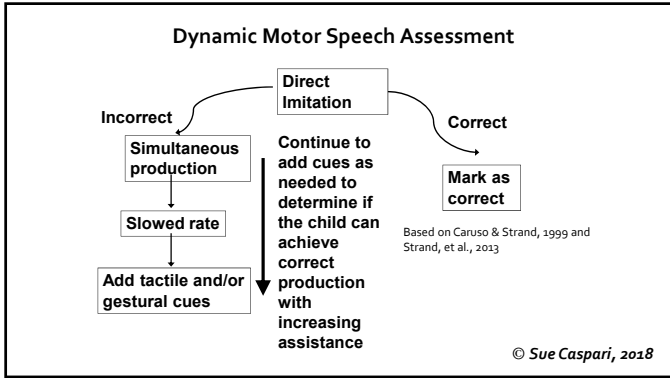 Dynamic Motor Speech Assessment
Direct
Imitation
Incorrect
Correct
Simultaneous
production
Slowed rate
Add tactile and/or
gestural cues
Continue to
add cues as
needed to
determine if
the child can
achieve
correct
production
with
increasing
assistance
Mark as
correct
Based on Caruso & Strand, 1999 and
Strand, et al., 2013
© Sue Caspari, 2018